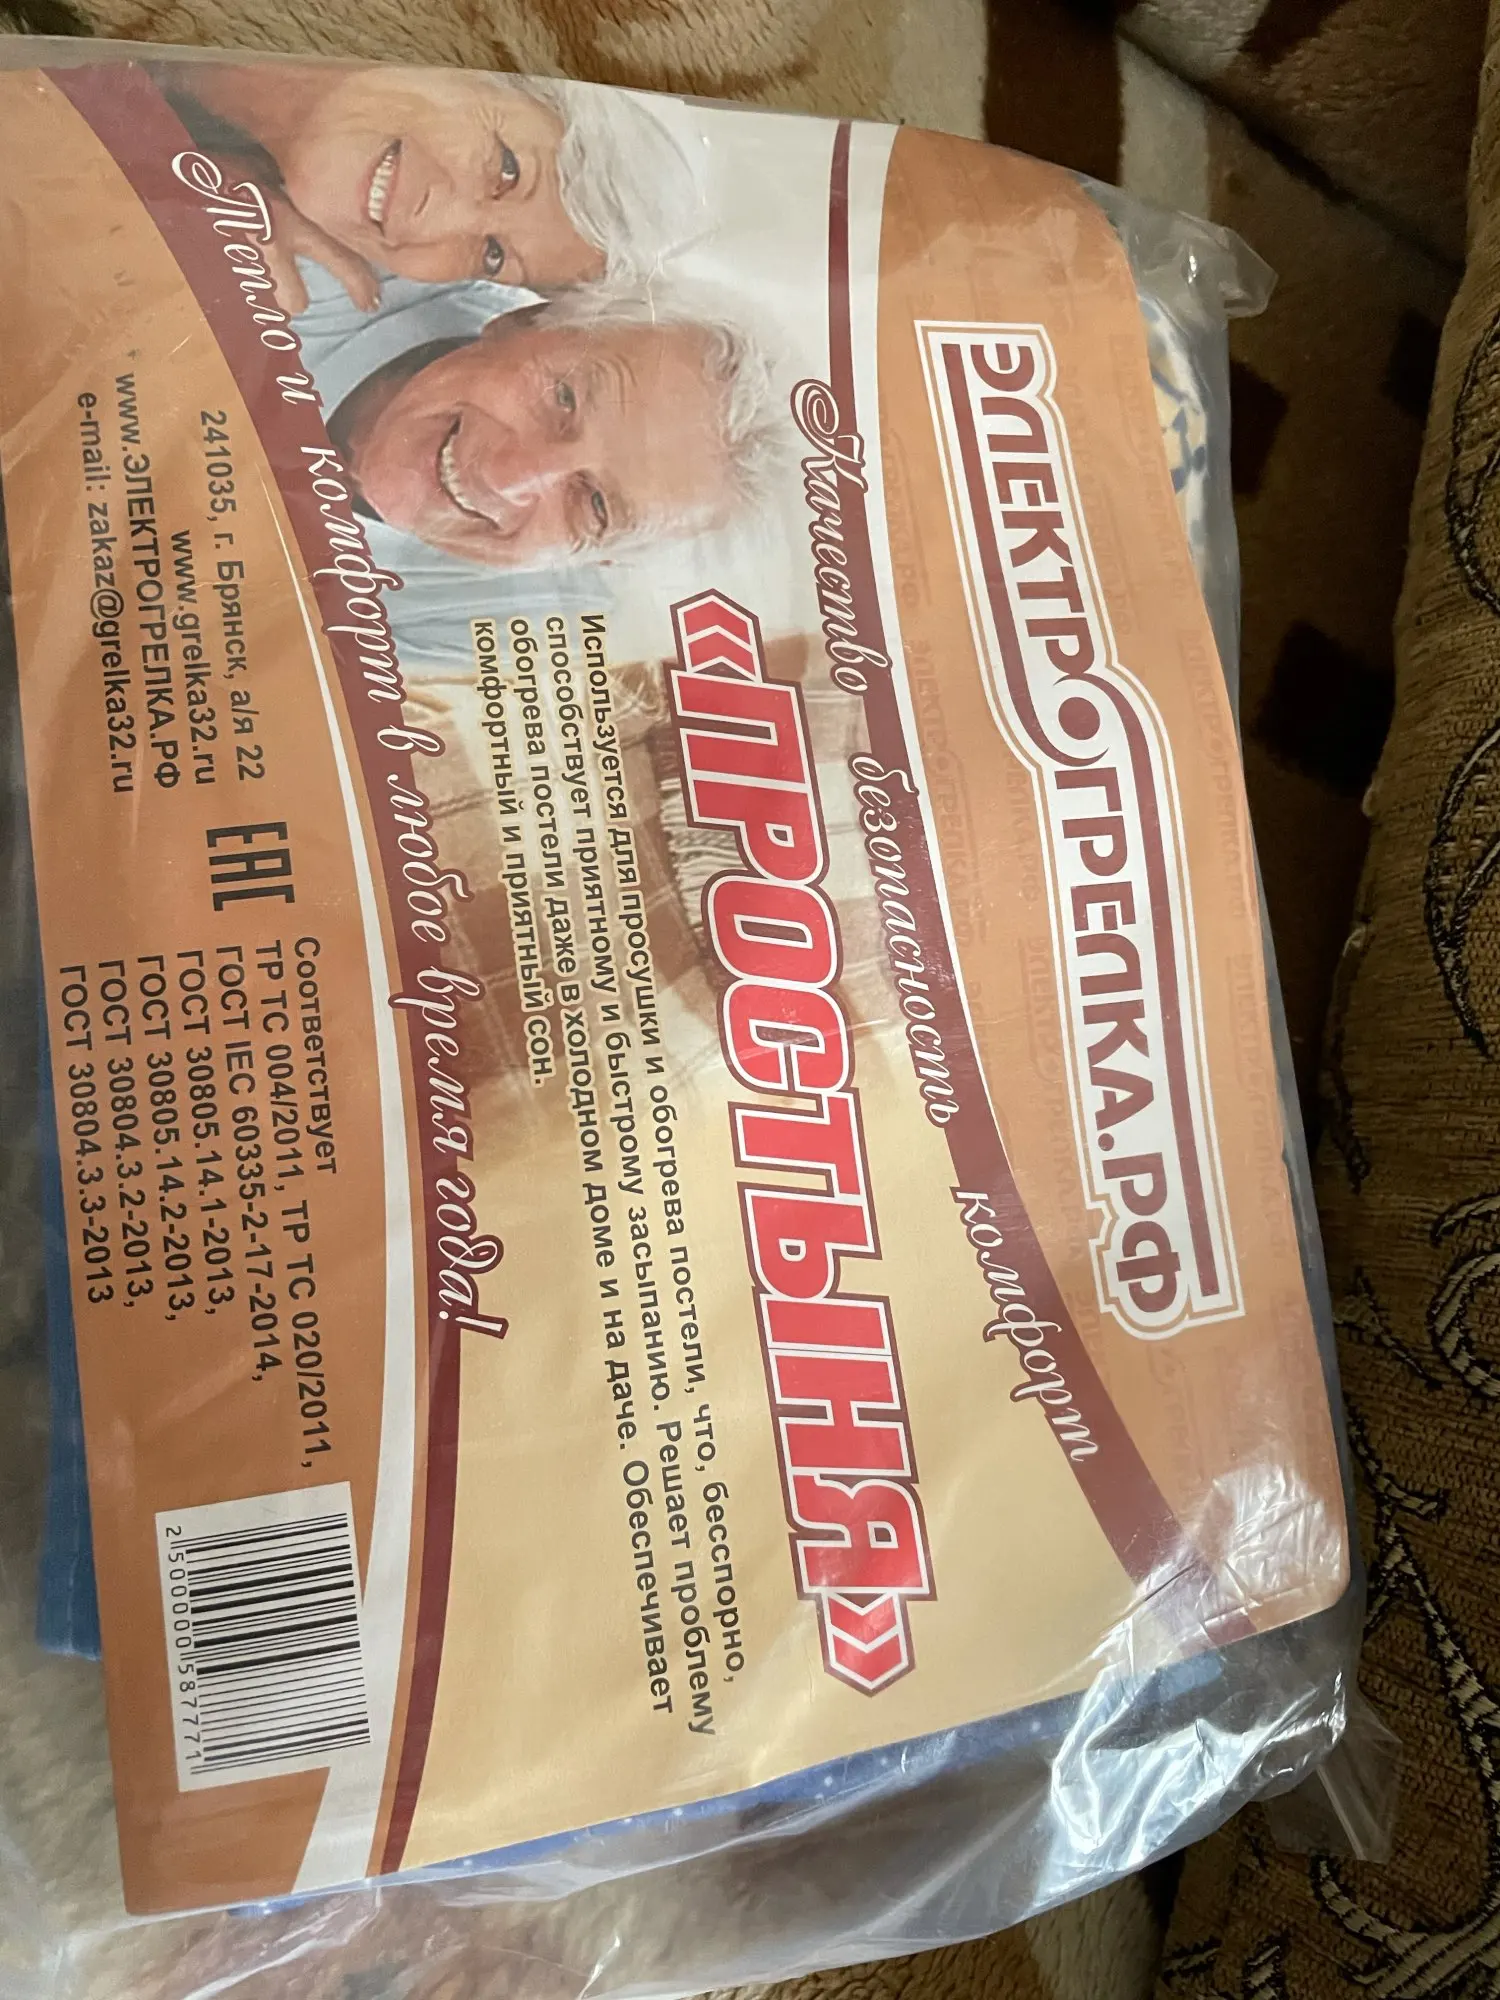 ЭЛЕКТРОГРЕЛКА.РФ
Качество безопасность комфорт
«ПРОСТЫНЯ»
Используется для просушки и обогрева постели, что, бесспорно,
способствует приятному и быстрому засыпанию. Решает проблему
обогрева постели даже в холодном доме и на даче. Обеспечивает
комфортный и приятный сон.
Тепло и комфорт в любое время года!
241035, г. Брянск, а/я 22
www.grelka32.ru
www.ЭЛЕКТРОГРЕЛКА.РФ
e-mail: zakaz@grelka32.ru
ЕАС
Соответствует
ТР ТС 004/2011, ТР ТС 020/2011,
ГОСТ IEC 60335-2-17-2014,
ГОСТ 30805.14.1-2013,
ГОСТ 30805.14.2-2013,
ГОСТ 30804.3.2-2013,
ГОСТ 30804.3.3-2013
2 500000 587771